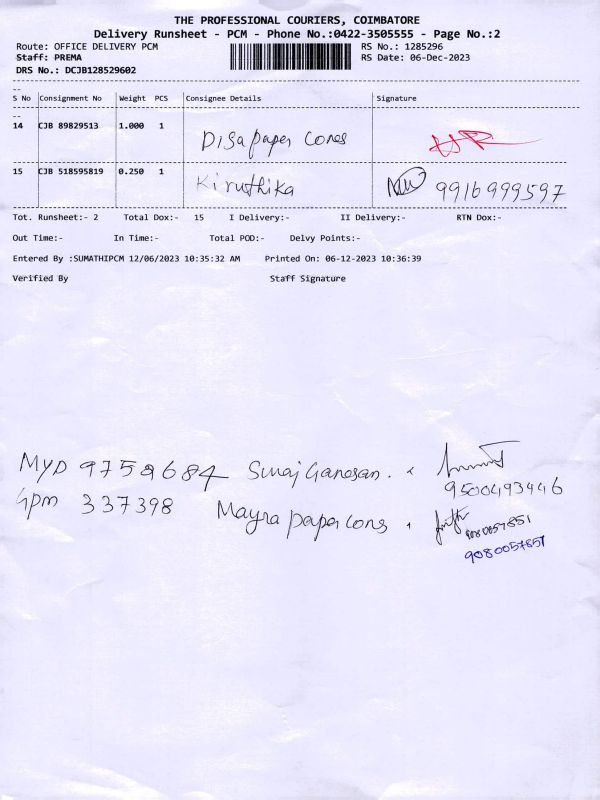 THE PROFESSIONAL COURIERS, COIMBATORE
Delivery Runsheet - PCM - Phone No.:0422-3505555 - Page No.:2
Route: OFFICE DELIVERY PCM RS No.: 1285296
Staff: PREMA RS Date: 06-Dec-2023
DRS No.: DCJB128529602
S No Consignment No Weight PCS Consignee Details Signature
14 CJB 89829513 1.000 1 Disa paper Cones
15 CJB 518595819 0.250 1 Kiruthika 9916999597
Tot. Runsheet:- 2 Total Dox:- 15 I Delivery:- II Delivery:- RTN Dox:-
Out Time:- In Time:- Total POD:- Delvy Points:-
Entered By :SUMATHIPCM 12/06/2023 10:35:32 AM Printed On: 06-12-2023 10:36:39
Verified By Staff Signature
MYD 9759684 Suraj Ganesan.
9500493446
Gpm 337398 Mayra paper cons
9080057851
9080057857